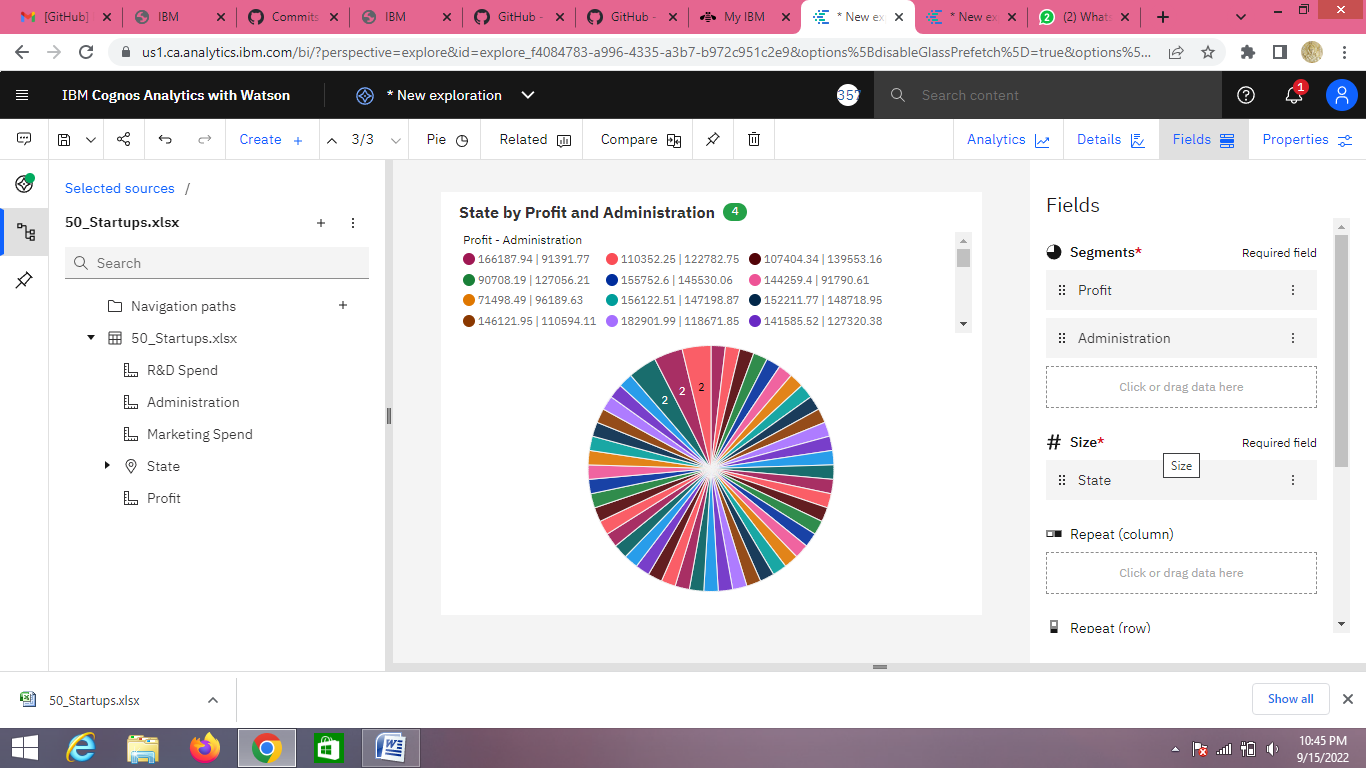 [GitHub]
IBM
Commits
IBM
GitHub -
GitHub -
My IBM
* New ex
* New ex
(2) Whats
us1.ca.analytics.ibm.com/bi/?perspective=explore&id=explore_f4084783-a996-4335-a3b7-b972c951c2e9&options%5BdisableGlassPrefetch%5D=true&options%5...
IBM Cognos Analytics with Watson
* New exploration
357
Search content
1
Create +
3/3
Pie
Related
Compare
Analytics
Details
Fields
Properties
Selected sources /
50_Startups.xlsx
Search
Navigation paths
50_Startups.xlsx
R&D Spend
Administration
Marketing Spend
State
Profit
State by Profit and Administration 4
Profit - Administration
166187.94 | 91391.77 110352.25 | 122782.75 107404.34 | 139553.16
90708.19 | 127056.21 155752.6 | 145530.06 144259.4 | 91790.61
71498.49 | 96189.63 156122.51 | 147198.87 152211.77 | 148718.95
146121.95 | 110594.11 182901.99 | 118671.85 141585.52 | 127320.38
2
2
2
Fields
Segments* Required field
Profit
Administration
Click or drag data here
# Size* Required field
Size
State
Repeat (column)
Click or drag data here
Repeat (row)
50_Startups.xlsx
Show all
10:45 PM
9/15/2022